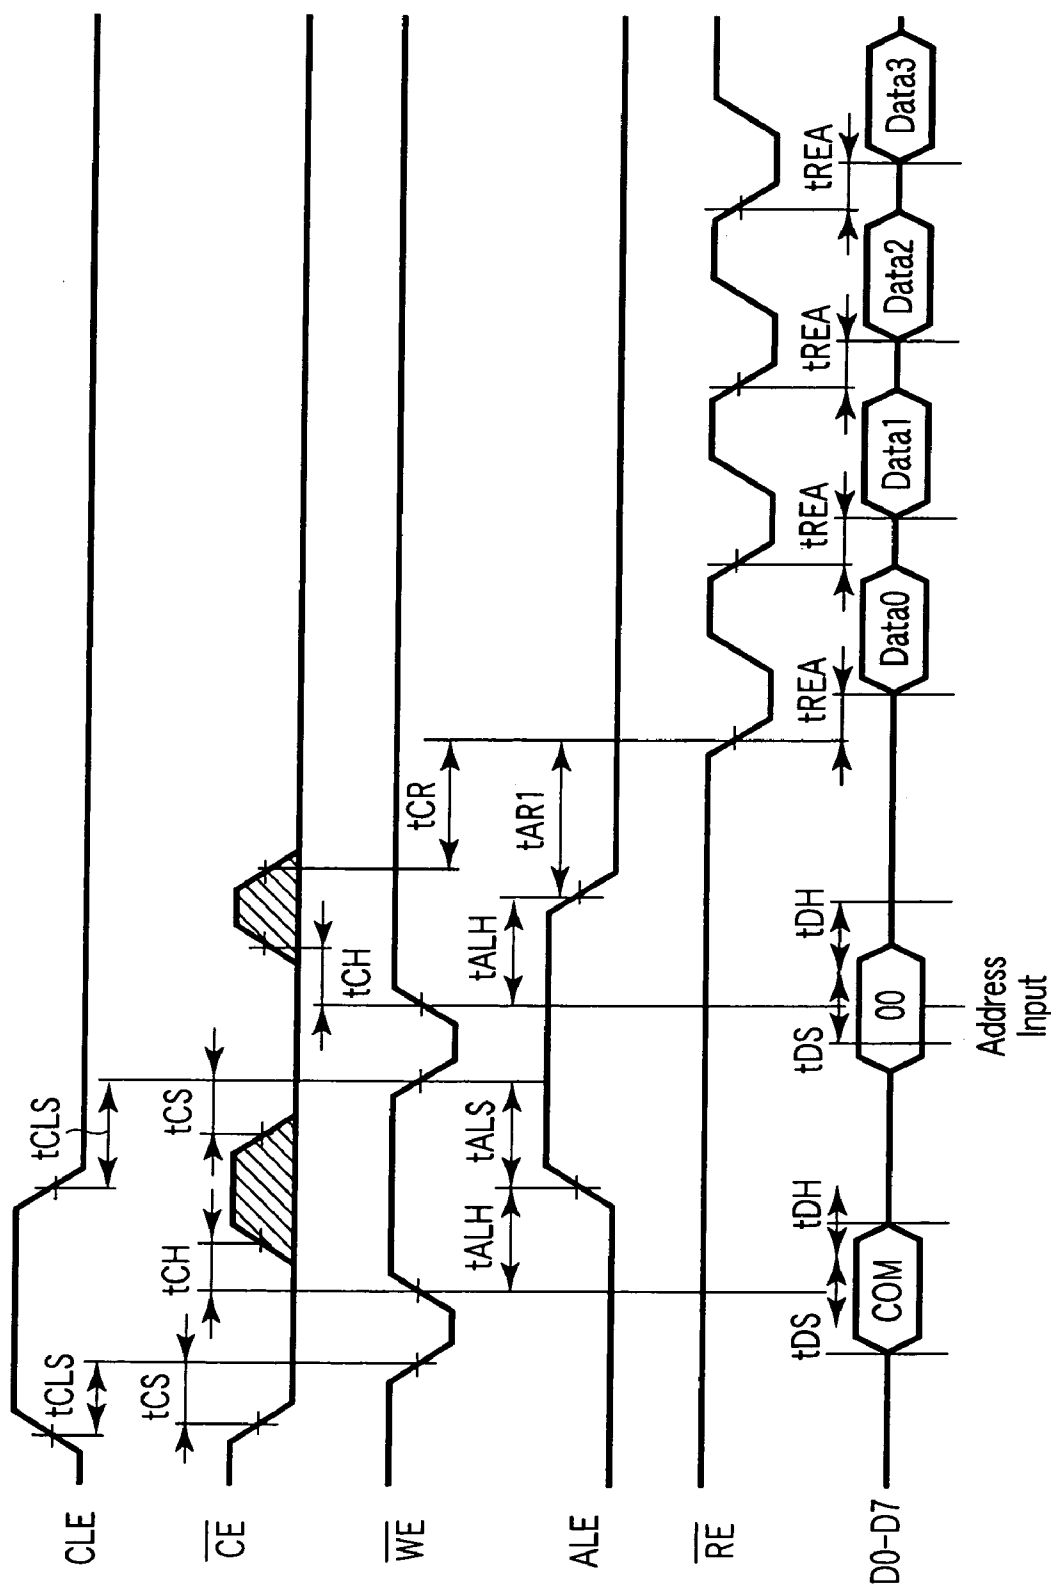 CLE
tCLS
tCLS
CE
tCS
tCH
tCS
tCH
WE
tCR
ALE
tALH
tALS
tALH
tAR1
RE
tREA
tREA
tREA
tREA
D0-D7
tDS
tDH
tDS
tDH
COM
00
Data0
Data1
Data2
Data3
Address
Input